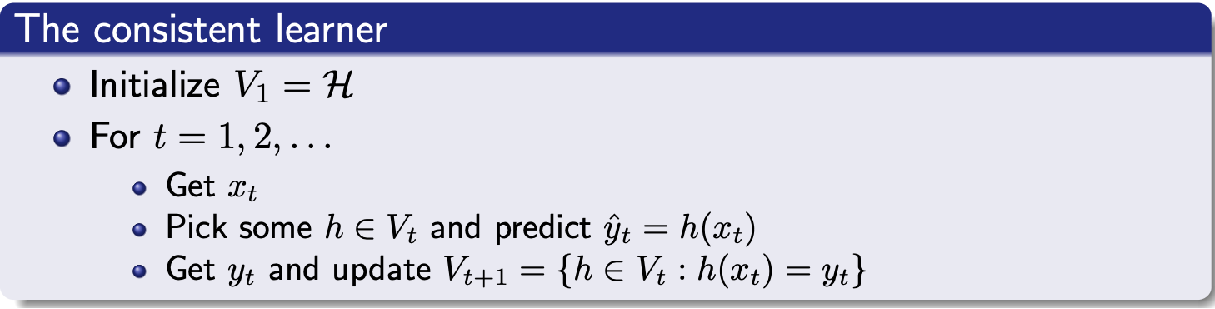 The consistent learner
Initialize V₁ = ℋ
For t = 1, 2, . . .
Get xₜ
Pick some h ∈ Vₜ and predict ŷₜ = h(xₜ)
Get yₜ and update Vₜ₊₁ = {h ∈ Vₜ : h(xₜ) = yₜ}